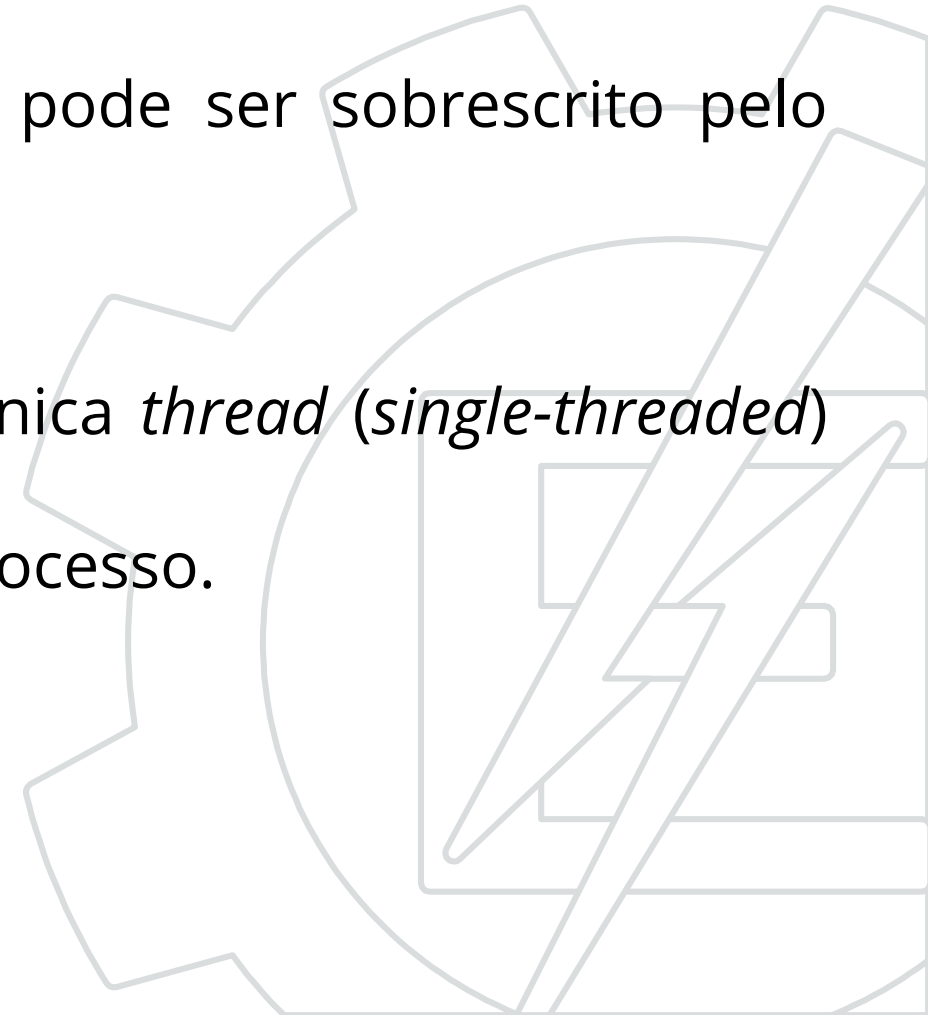 pode ser sobrescrito pelo
nica thread (single-threaded)
ocesso.